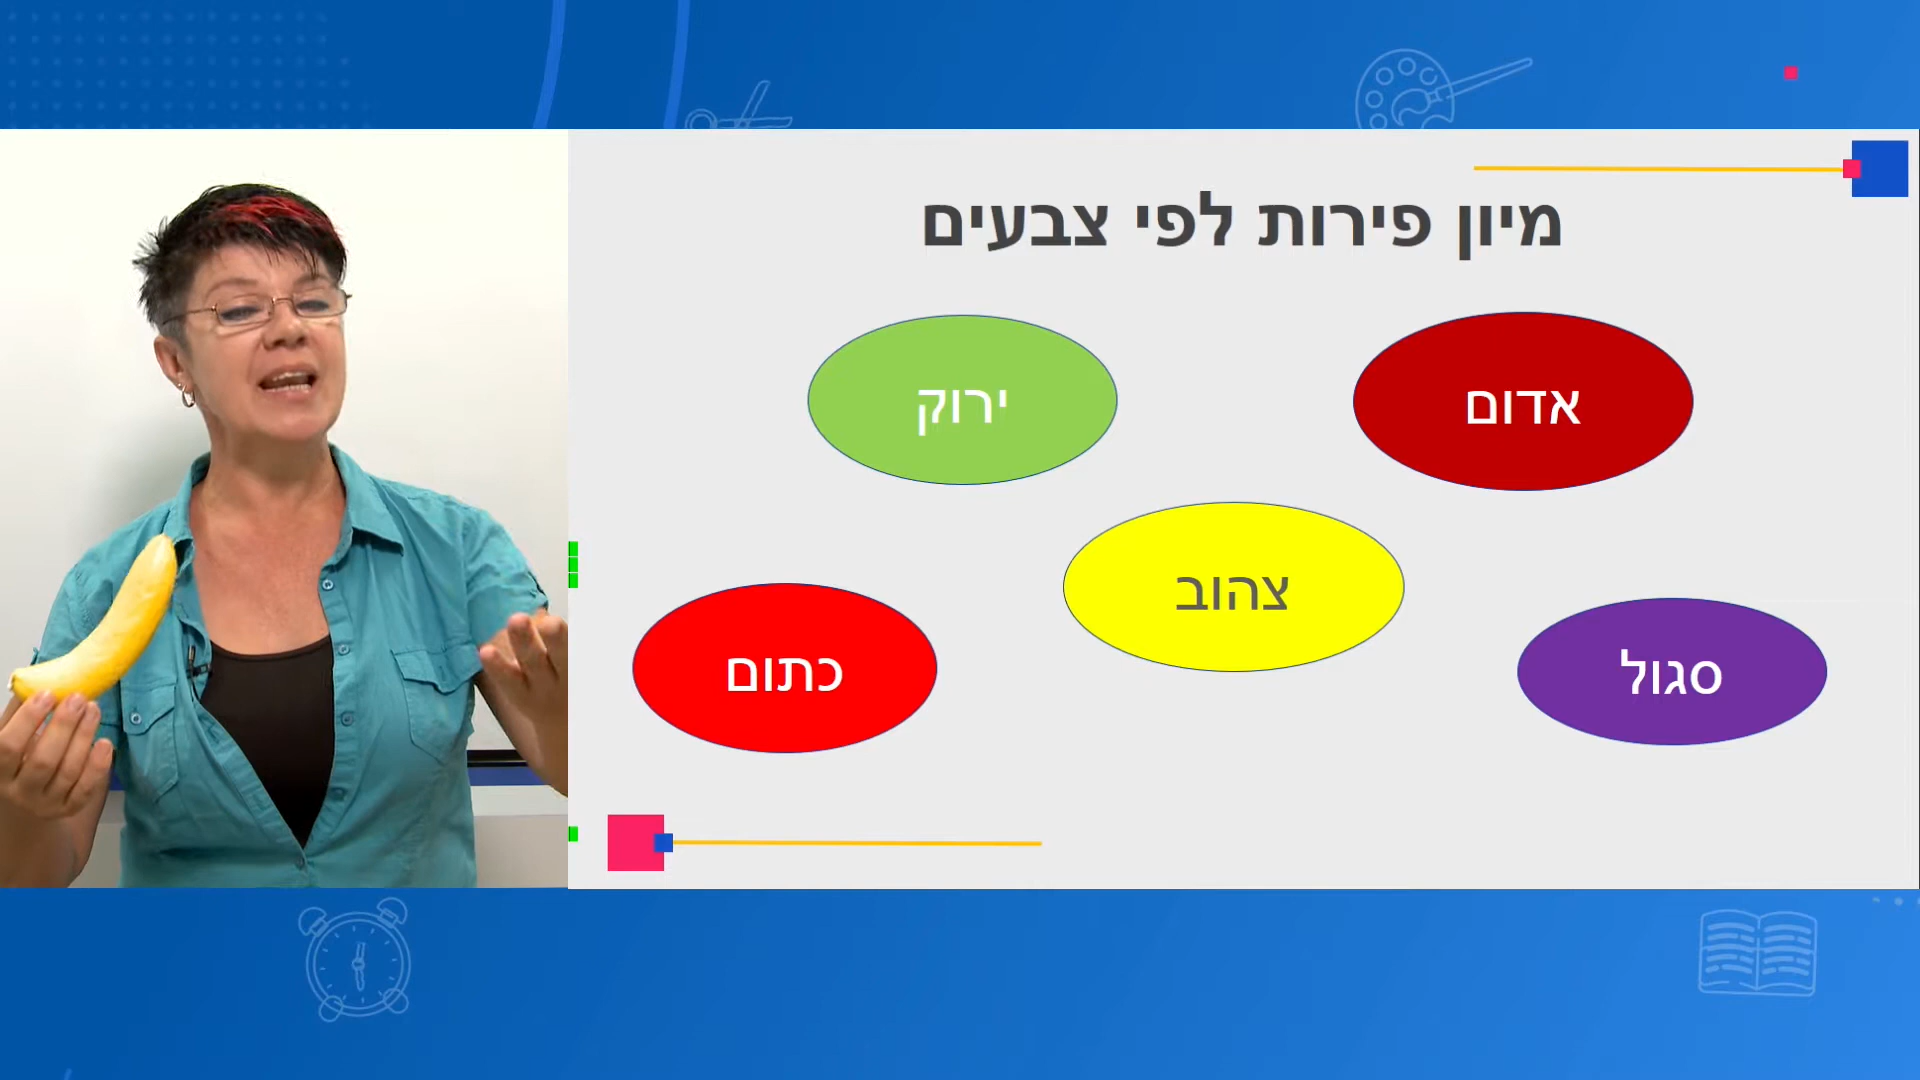 מיון פירות לפי צבעים
אדום
ירוק
צהוב
סגול
כתום